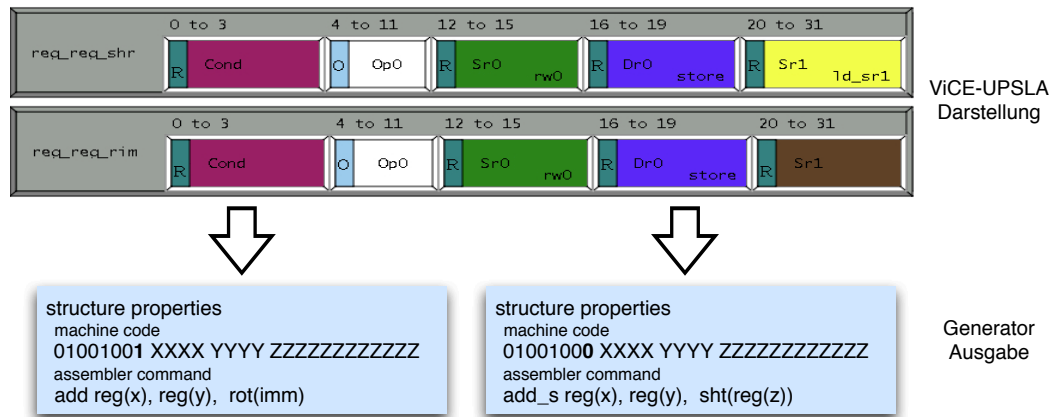 0 to 3 4 to 11 12 to 15 16 to 19 20 to 31
req_req_shr R Cond O Op0 R Sr0 rw0 R Dr0 store R Sr1 ld_sr1
ViCE-UPSLA
Darstellung
0 to 3 4 to 11 12 to 15 16 to 19 20 to 31
req_req_rim R Cond O Op0 R Sr0 rw0 R Dr0 store R Sr1
structure properties
machine code
01001001 XXXX YYYY ZZZZZZZZZZZZ
assembler command
add reg(x), reg(y), rot(imm)
structure properties
machine code
01001000 XXXX YYYY ZZZZZZZZZZZZ
assembler command
add_s reg(x), reg(y), sht(reg(z))
Generator
Ausgabe